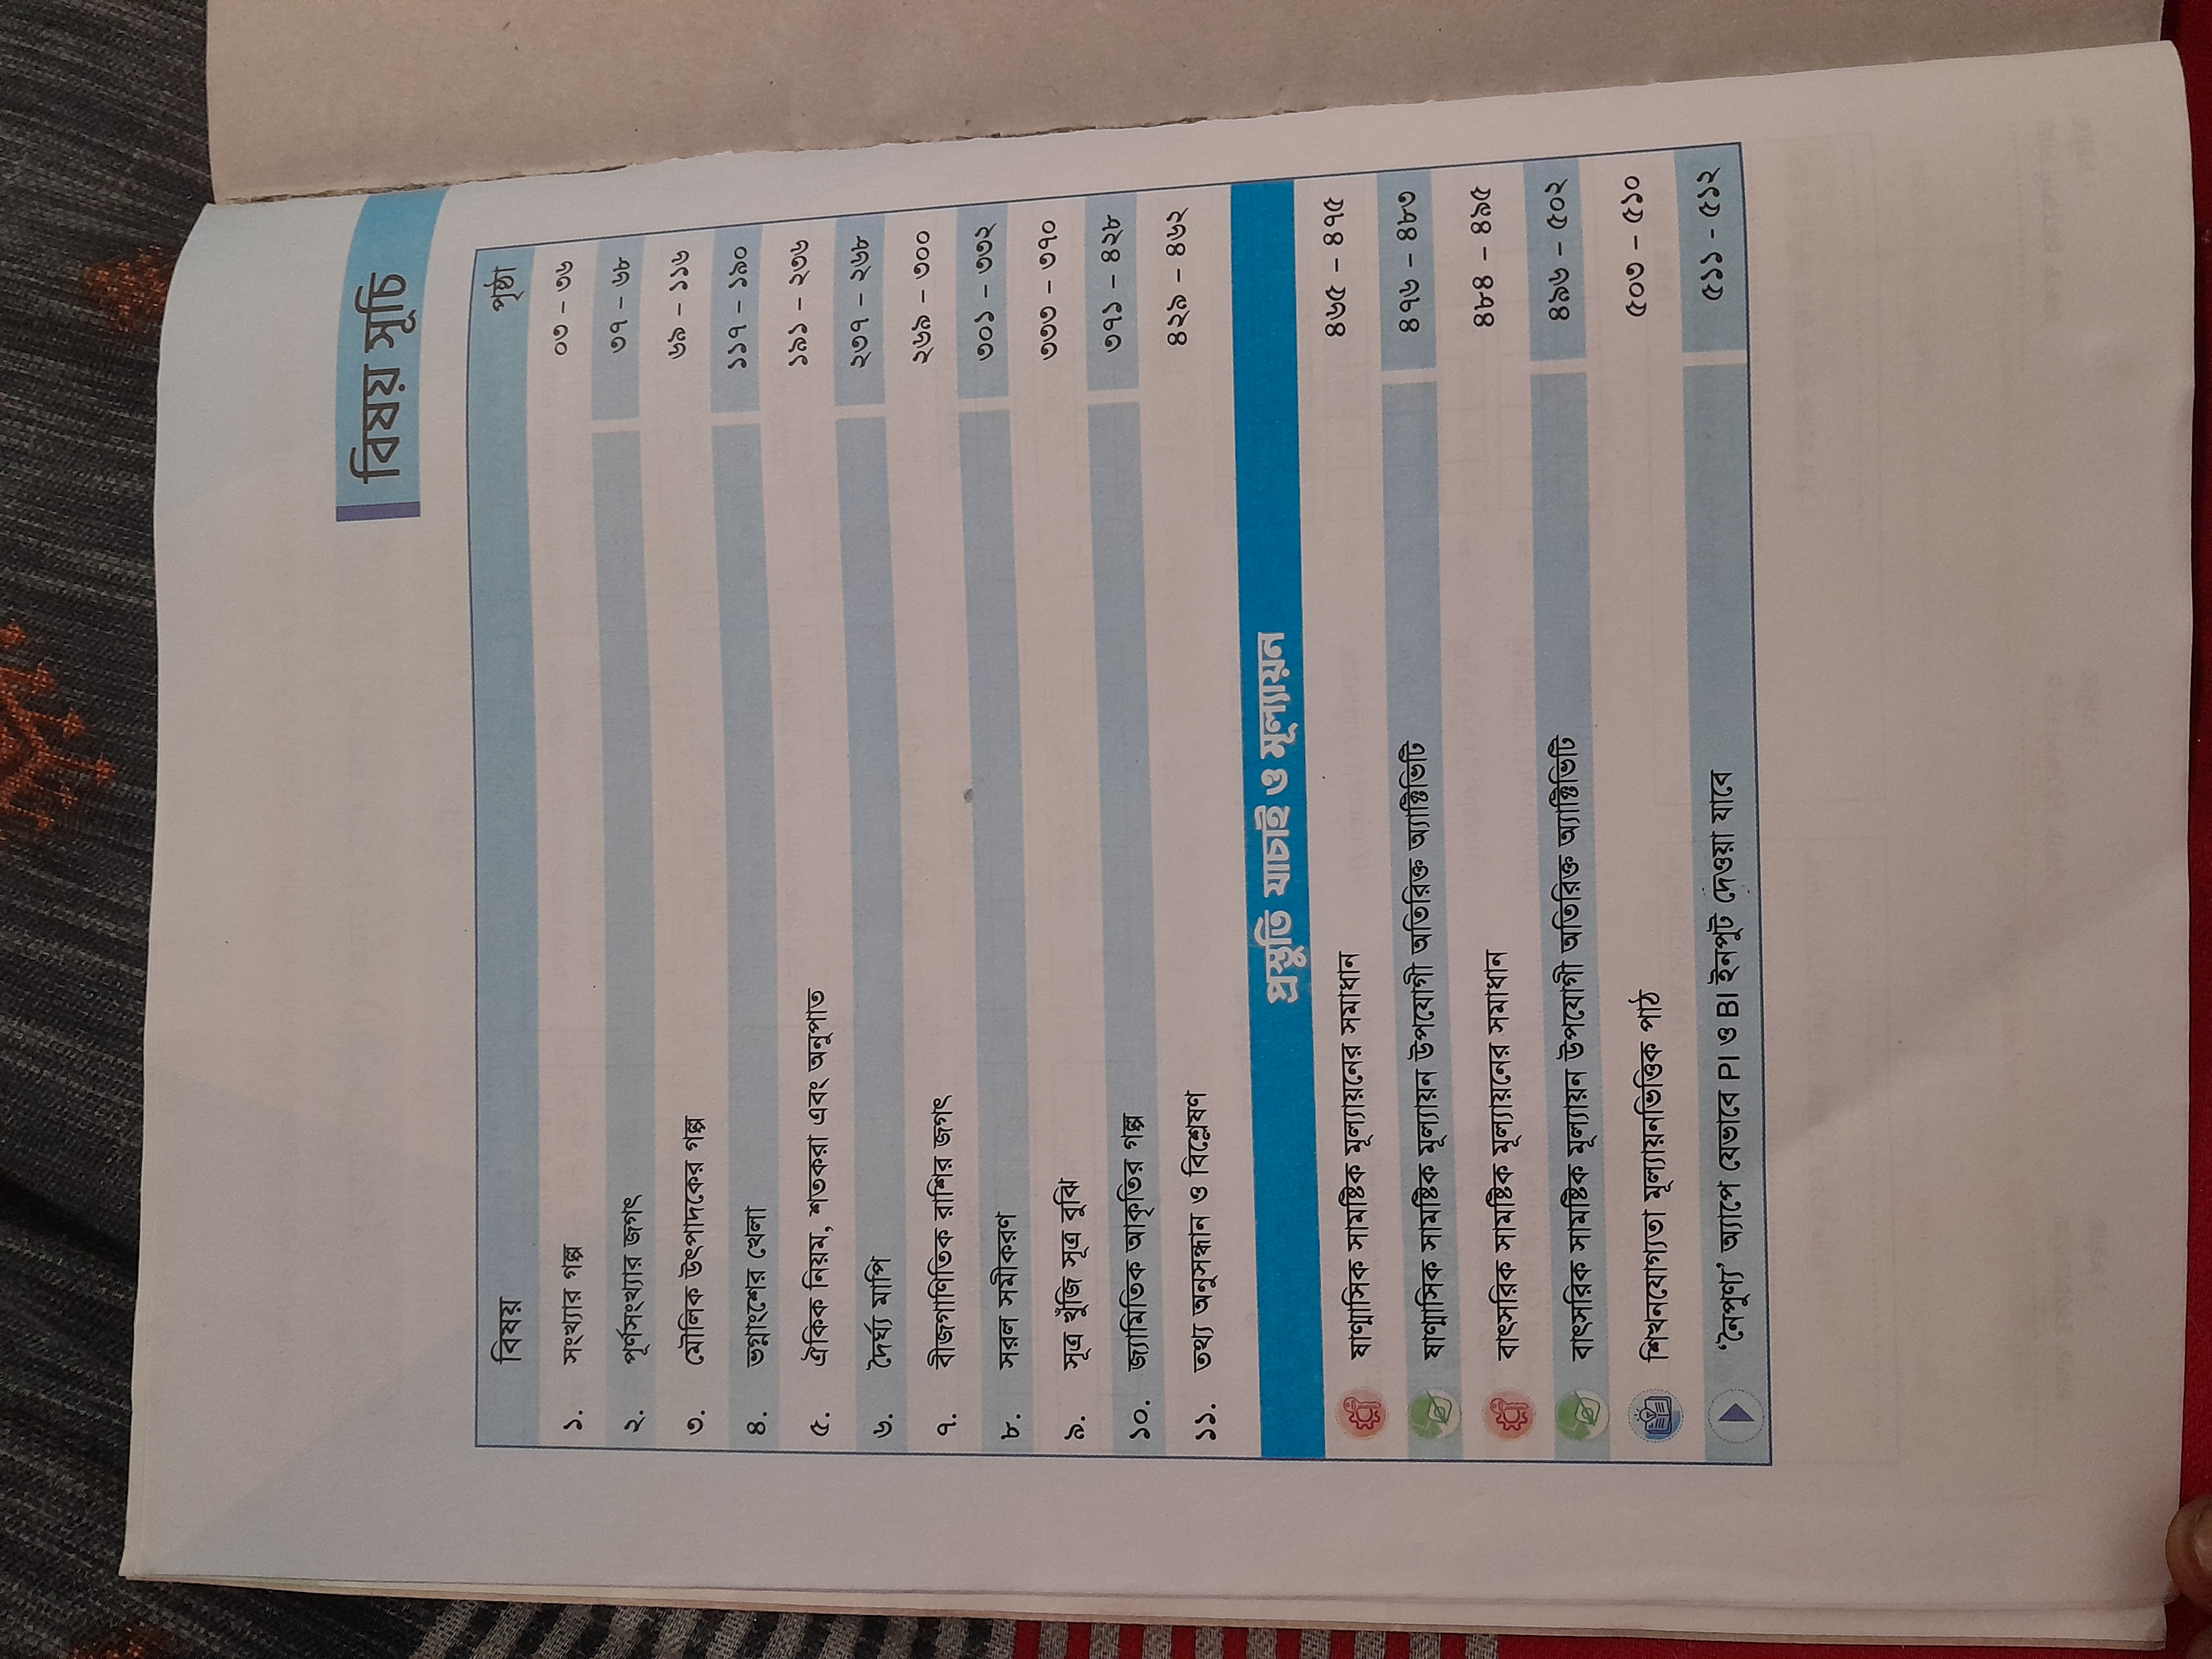 বিষয় সূচি
বিষয় পৃষ্ঠা
১. সংখ্যার গল্প ০৩ – ৩৬
২. পূর্ণসংখ্যার জগৎ ৩৭ – ৬৮
৩. মৌলিক উৎপাদকের গল্প ৬৯ – ১১৬
৪. ভগ্নাংশের খেলা ১১৭ – ১৯০
৫. ঐকিক নিয়ম, শতকরা এবং অনুপাত ১৯১ – ২৩৬
৬. দৈর্ঘ্য মাপি ২৩৭ – ২৬৮
৭. বীজগাণিতিক রাশির জগৎ ২৬৯ – ৩০০
৮. সরল সমীকরণ ৩০১ – ৩৩২
৯. সূত্র খুঁজি সূত্র বুঝি ৩৩৩ – ৩৭০
১০. জ্যামিতিক আকৃতির গল্প ৩৭১ – ৪২৮
১১. তথ্য অনুসন্ধান ও বিশ্লেষণ ৪২৯ – ৪৬২
প্রস্তুতি যাচাই ও মূল্যায়ন
ষাণ্মাসিক সামষ্টিক মূল্যায়নের সমাধান ৪৬৫ – ৪৭৫
ষাণ্মাসিক সামষ্টিক মূল্যায়ন উপযোগী অতিরিক্ত অ্যাক্টিভিটি ৪৭৬ – ৪৮৩
বাৎসরিক সামষ্টিক মূল্যায়নের সমাধান ৪৮৪ – ৪৯৫
বাৎসরিক সামষ্টিক মূল্যায়ন উপযোগী অতিরিক্ত অ্যাক্টিভিটি ৪৯৬ – ৫০২
শিখনযোগ্যতা মূল্যায়নভিত্তিক পাঠ ৫০৩ – ৫১০
‘নৈপুণ্য’ অ্যাপে যেভাবে PI ও BI ইনপুট দেওয়া যাবে ৫১১ - ৫১২